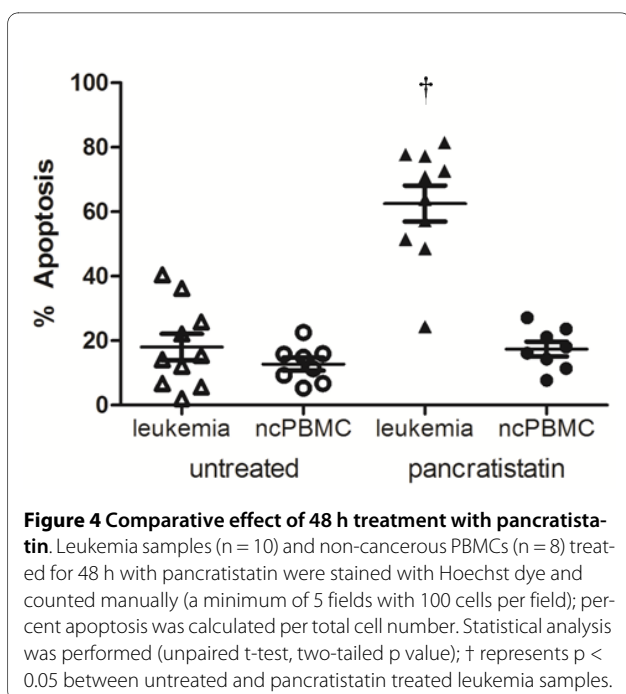 †
100
80
60
40
20
0
% Apoptosis
leukemia ncPBMC leukemia ncPBMC
untreated pancratistatin
Figure 4 Comparative effect of 48 h treatment with pancratista-
tin. Leukemia samples (n = 10) and non-cancerous PBMCs (n = 8) treat-
ed for 48 h with pancratistatin were stained with Hoechst dye and
counted manually (a minimum of 5 fields with 100 cells per field); per-
cent apoptosis was calculated per total cell number. Statistical analysis
was performed (unpaired t-test, two-tailed p value); † represents p <
0.05 between untreated and pancratistatin treated leukemia samples.